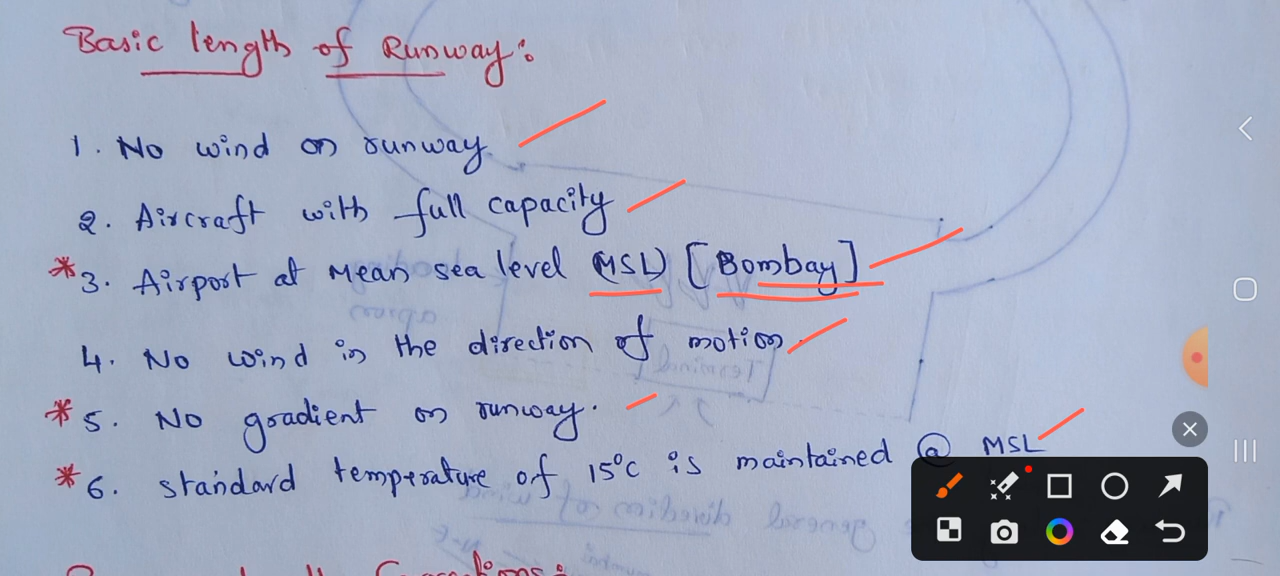 Basic length of Runway:
1. No wind on runway.
2. Aircraft with full capacity
*3. Airport at Mean sea level (MSL) [Bombay]
4. No wind in the direction of motion.
*5. No gradient on runway.
*6. standard temperature of 15°C is maintained @ MSL